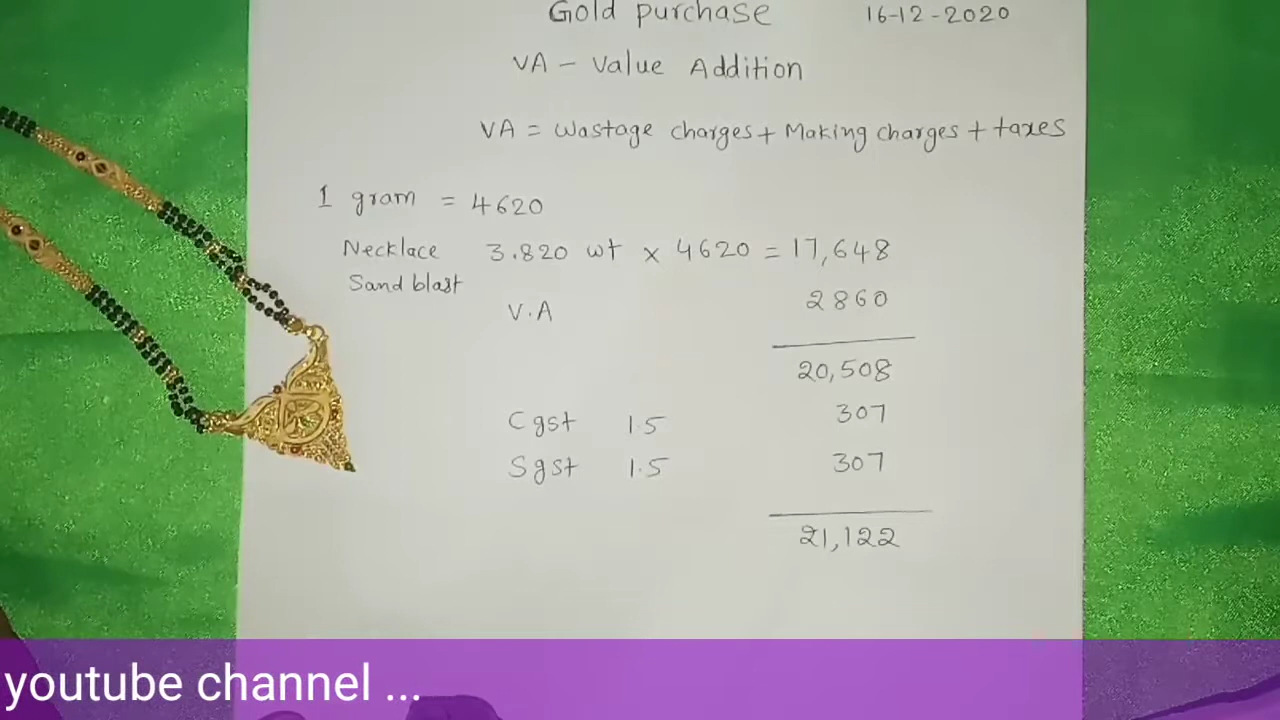 Gold purchase 16-12-2020
VA - Value Addition
VA = Wastage charges + Making charges + taxes
1 gram = 4620
Necklace 3.820 wt x 4620 = 17,648
Sand blast
V.A 2860
20,508
Cgst 1.5 307
Sgst 1.5 307
21,122
youtube channel ...